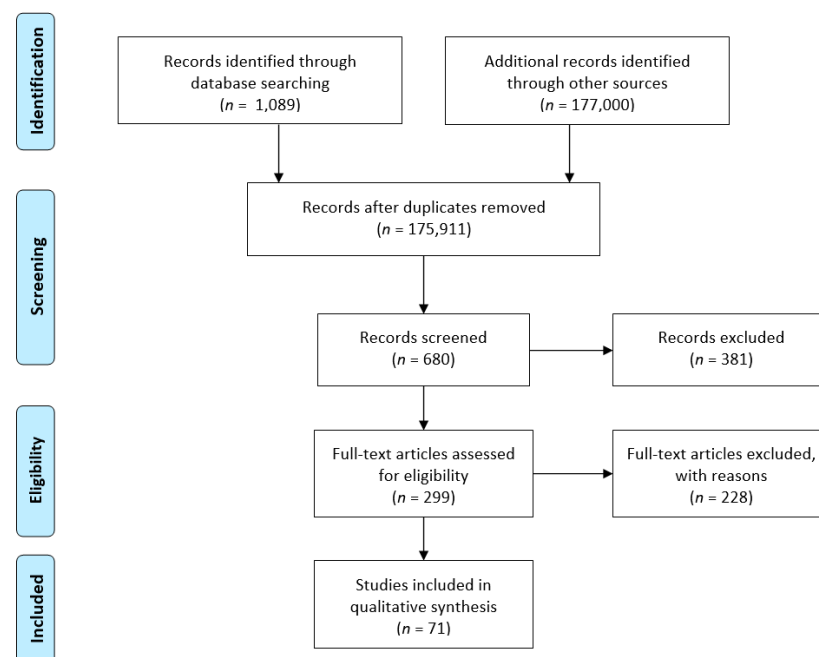 Identification
Records identified through
database searching
(n = 1,089)
Additional records identified
through other sources
(n = 177,000)
Screening
Records after duplicates removed
(n = 175,911)
Records screened
(n = 680)
Records excluded
(n = 381)
Eligibility
Full-text articles assessed
for eligibility
(n = 299)
Full-text articles excluded,
with reasons
(n = 228)
Included
Studies included in
qualitative synthesis
(n = 71)